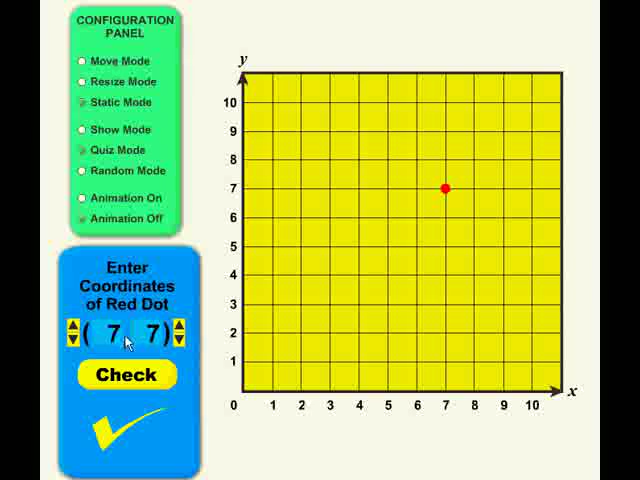 CONFIGURATION
PANEL
Move Mode
Resize Mode
Static Mode
Show Mode
Quiz Mode
Random Mode
Animation On
Animation Off
Enter
Coordinates
of Red Dot
( 7 7 )
Check
y
10
9
8
7
6
5
4
3
2
1
0 1 2 3 4 5 6 7 8 9 10 x